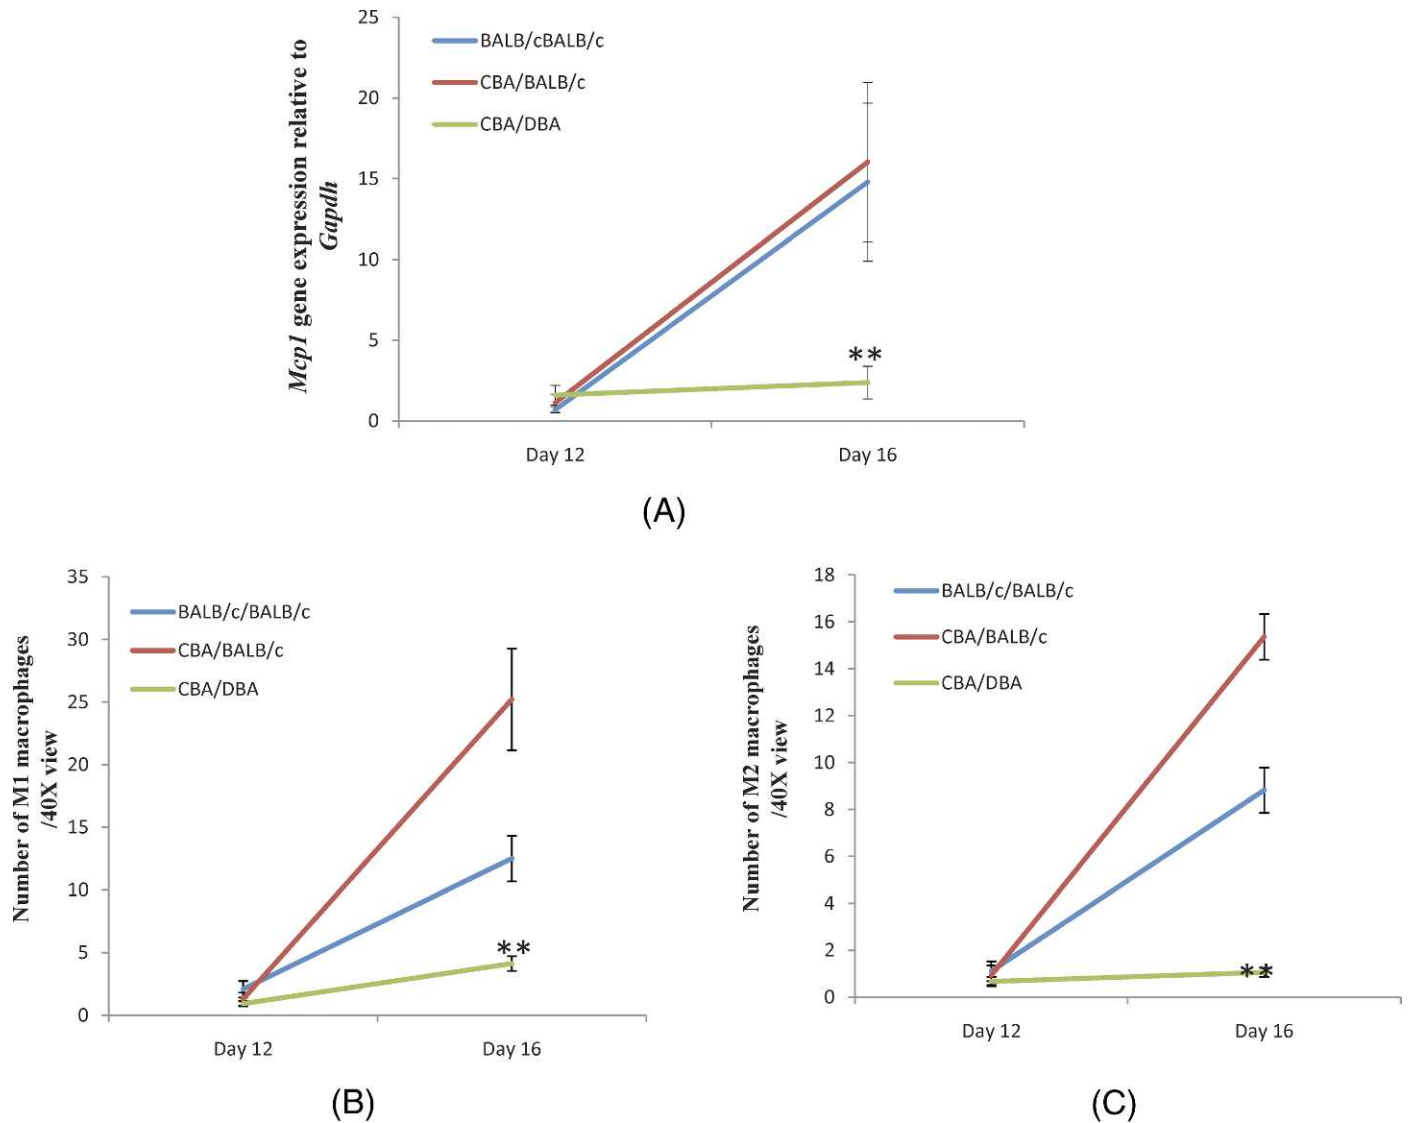 Mcp1 gene expression relative to
Gapdh
25
20
15
10
5
0
BALB/cBALB/c
CBA/BALB/c
CBA/DBA
**
Day 12
Day 16
(A)
Number of M1 macrophages
/40X view
35
30
25
20
15
10
5
0
BALB/c/BALB/c
CBA/BALB/c
CBA/DBA
**
Day 12
Day 16
(B)
Number of M2 macrophages
/40X view
18
16
14
12
10
8
6
4
2
0
BALB/c/BALB/c
CBA/BALB/c
CBA/DBA
**
Day 12
Day 16
(C)